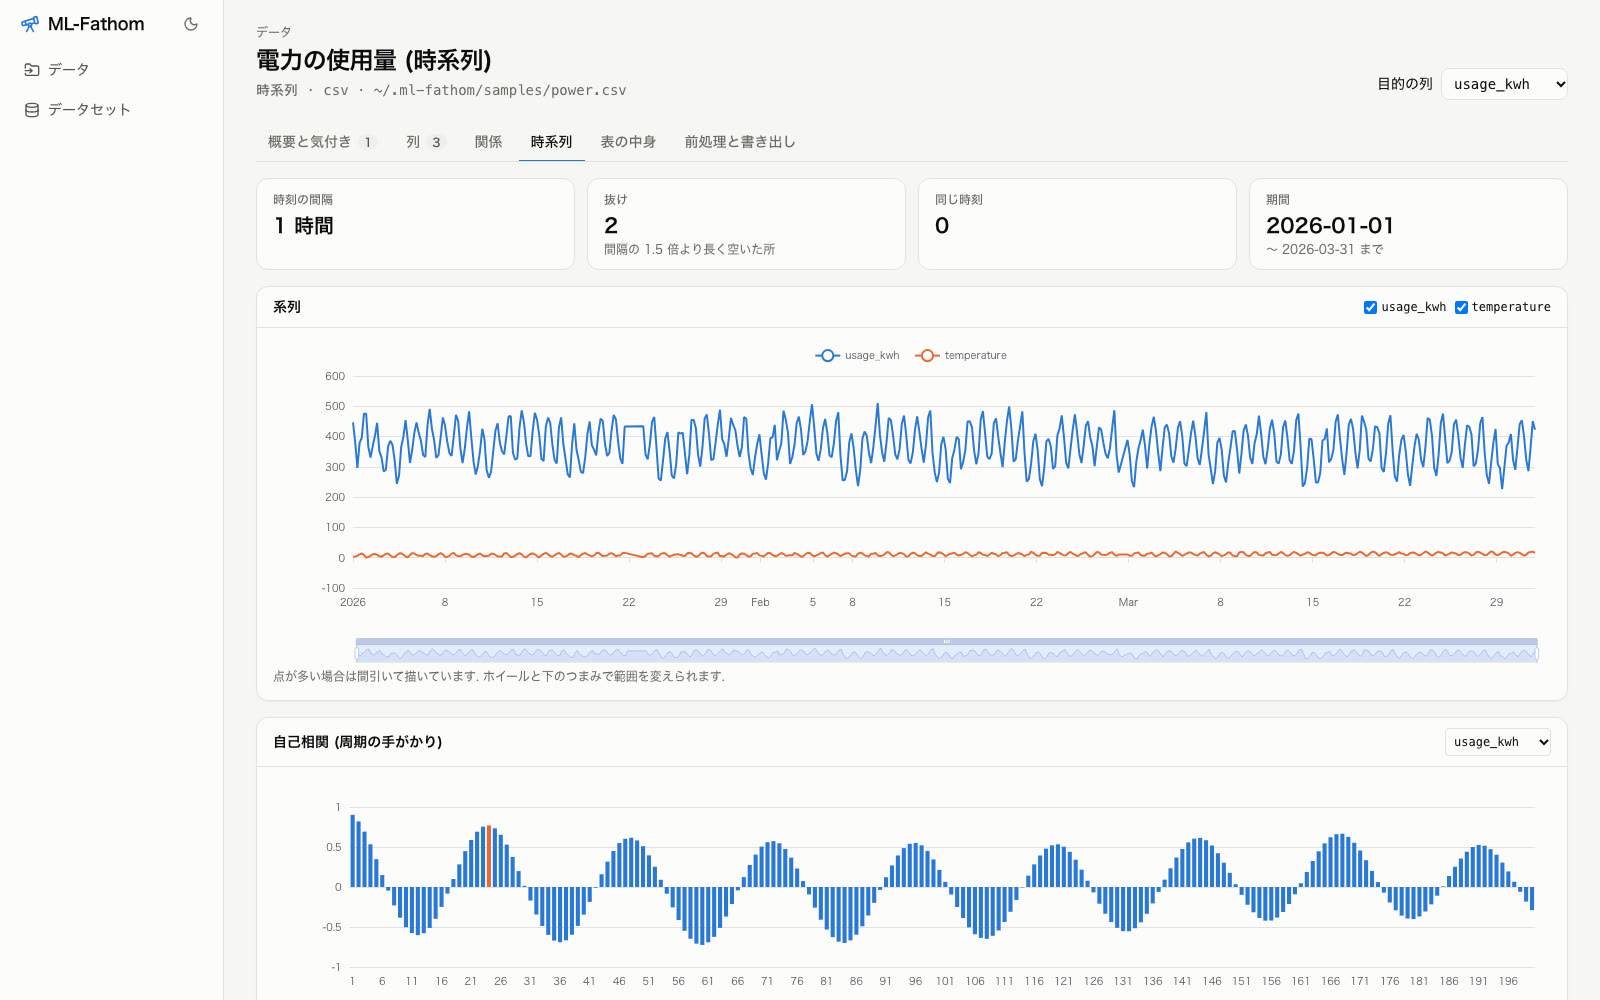 ML-Fathom
データ
データセット
データ
電力の使用量 (時系列)
時系列 · csv · ~/.ml-fathom/samples/power.csv
目的の列 usage_kwh
概要と気付き 1 列 3 関係 時系列 表の中身 前処理と書き出し
時刻の間隔
1 時間
抜け
2
間隔の 1.5 倍より長く空いた所
同じ時刻
0
期間
2026-01-01
〜 2026-03-31 まで
系列
usage_kwh temperature
usage_kwh temperature
600
500
400
300
200
100
0
-100
2026 8 15 22 29 Feb 5 8 15 22 Mar 8 15 22 29
点が多い場合は間引いて描いています. ホイールと下のつまみで範囲を変えられます.
自己相関 (周期の手がかり)
usage_kwh
1
0.5
0
-0.5
-1
1 6 11 16 21 26 31 36 41 46 51 56 61 66 71 76 81 86 91 96 101 106 111 116 121 126 131 136 141 146 151 156 161 166 171 176 181 186 191 196